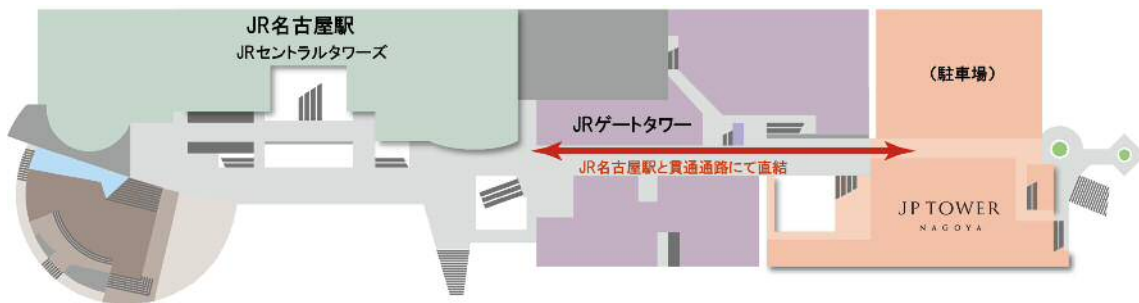 JR名古屋駅
JRセントラルタワーズ
（駐車場）
JRゲートタワー
JR名古屋駅と貫通通路にて直結
JP TOWER
NAGOYA